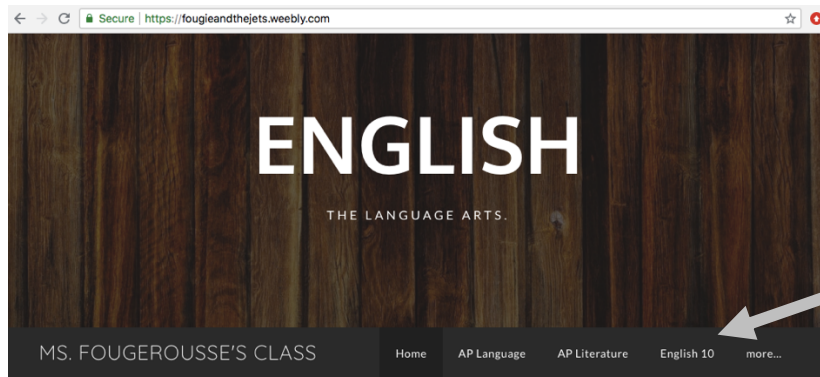 Secure https://fougieandthejets.weebly.com
ENGLISH
THE LANGUAGE ARTS.
MS. FOUGEROUSSE'S CLASS Home AP Language AP Literature English 10 more...